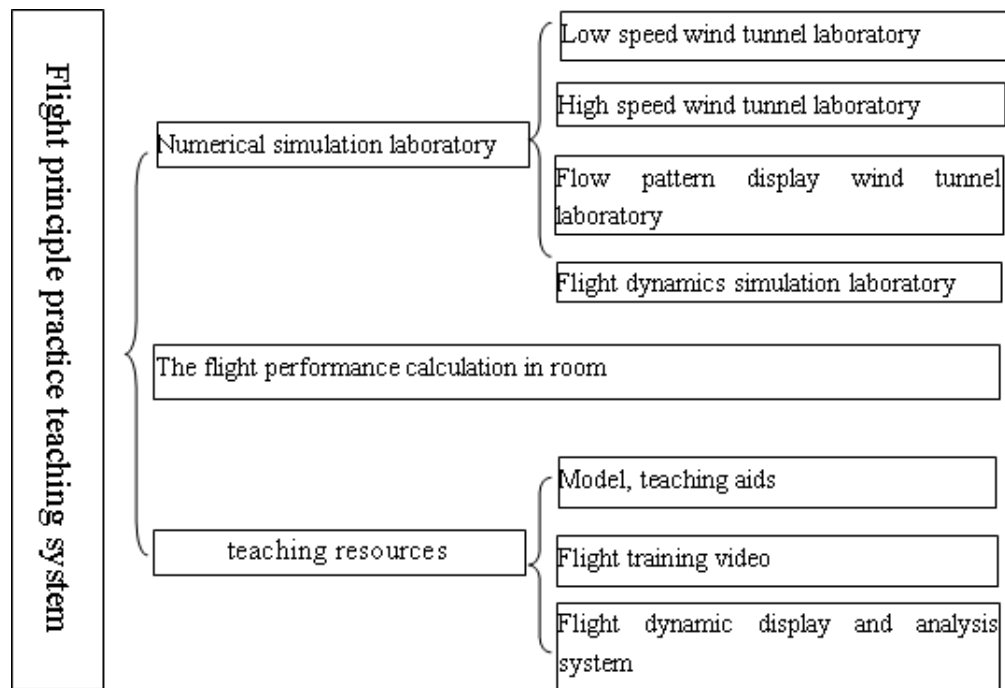 Flight principle practice teaching system
Numerical simulation laboratory
Low speed wind tunnel laboratory
High speed wind tunnel laboratory
Flow pattern display wind tunnel
laboratory
Flight dynamics simulation laboratory
The flight performance calculation in room
teaching resources
Model, teaching aids
Flight training video
Flight dynamic display and analysis
system